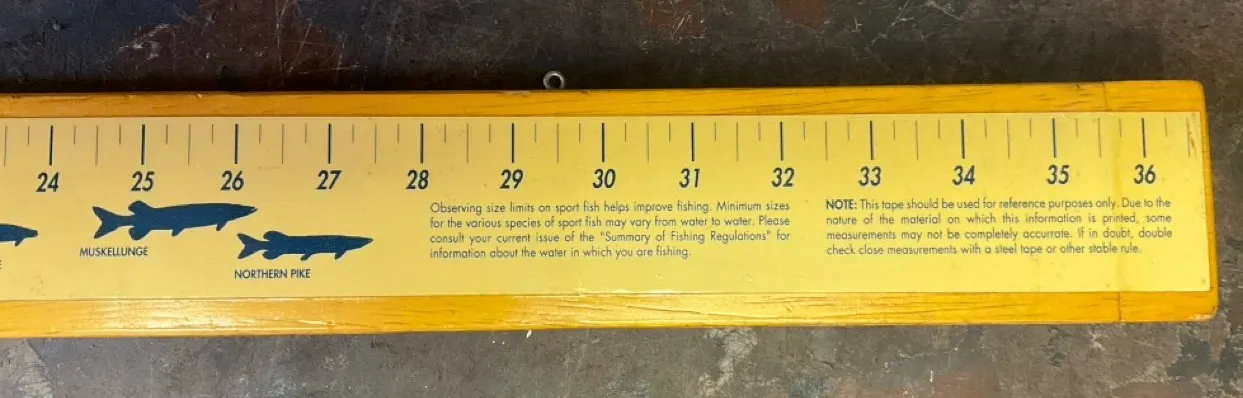 24 25 26 27 28 29 30 31 32 33 34 35 36
MUSKELLUNGE
NORTHERN PIKE
Observing size limits on sport fish helps improve fishing. Minimum sizes
for the various species of sport fish may vary from water to water. Please
consult your current issue of the "Summary of Fishing Regulations" for
information about the water in which you are fishing.
NOTE: This tape should be used for reference purposes only. Due to the
nature of the material on which this information is printed, some
measurements may not be completely accurrate. If in doubt, double
check close measurements with a steel tape or other stable rule.